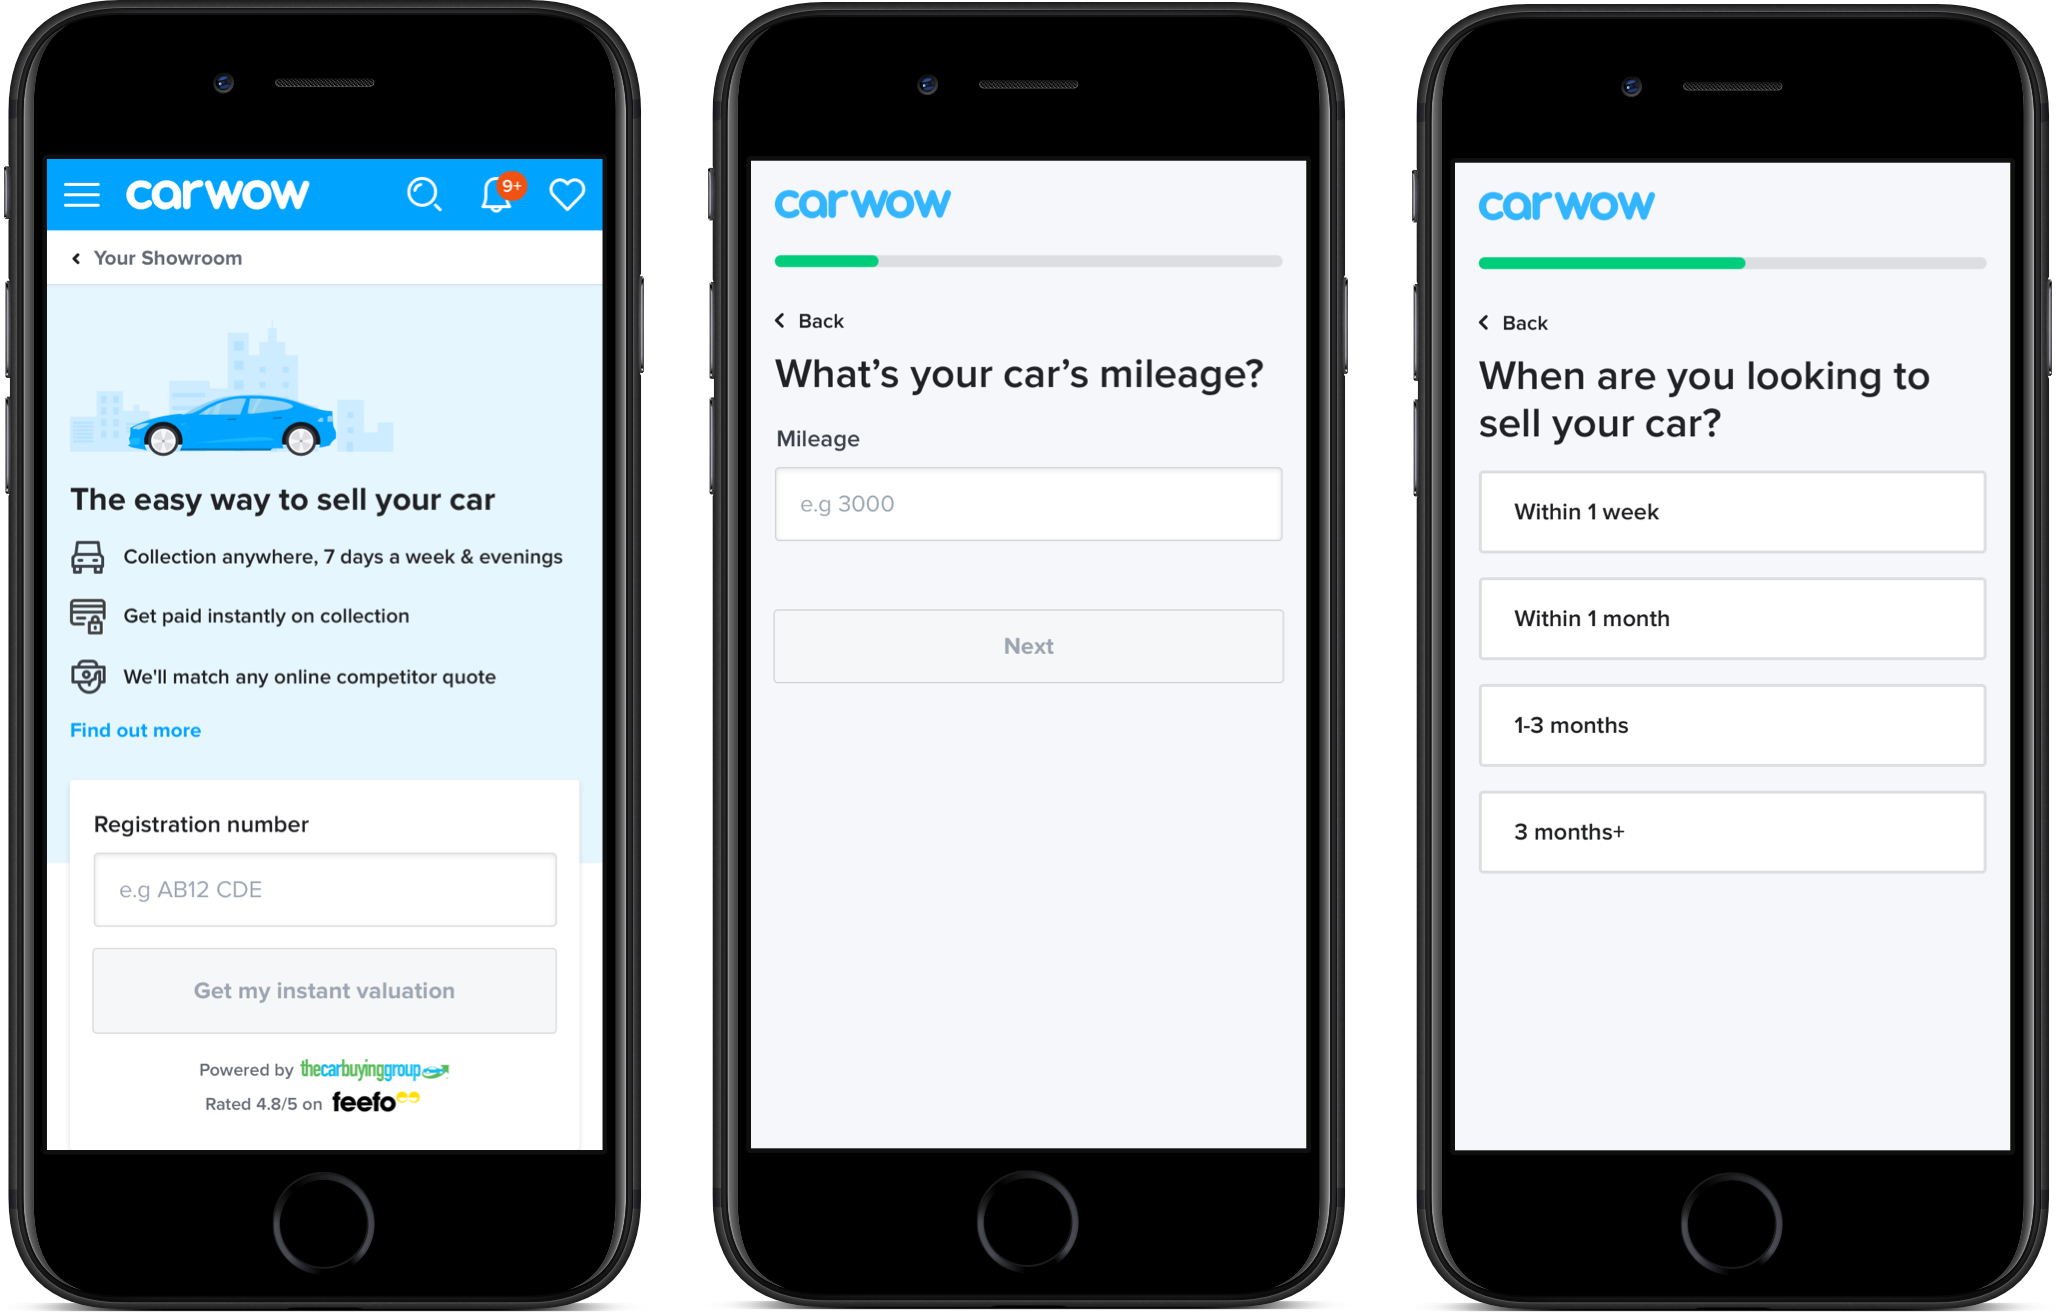 carwow
9+
Your Showroom
The easy way to sell your car
Collection anywhere, 7 days a week & evenings
Get paid instantly on collection
We'll match any online competitor quote
Find out more
Registration number
e.g AB12 CDE
Get my instant valuation
Powered by thecarbuyinggroup
Rated 4.8/5 on feefo
carwow
Back
What's your car's mileage?
Mileage
e.g 3000
Next
carwow
Back
When are you looking to
sell your car?
Within 1 week
Within 1 month
1-3 months
3 months+